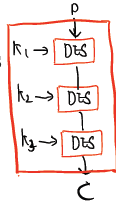 P
K1 → DES
K2 → DES
K3 → DES
C